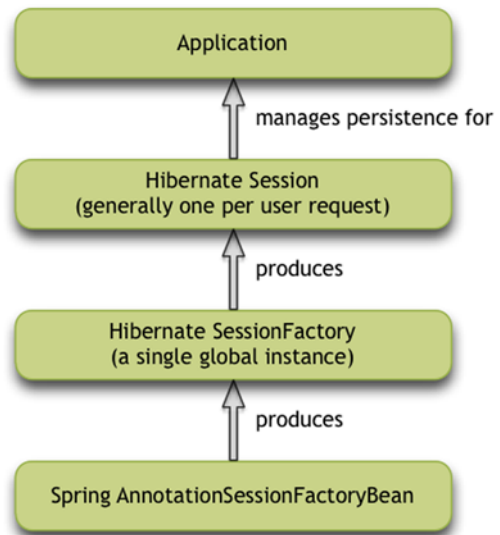 Application
manages persistence for
Hibernate Session
(generally one per user request)
produces
Hibernate SessionFactory
(a single global instance)
produces
Spring AnnotationSessionFactoryBean